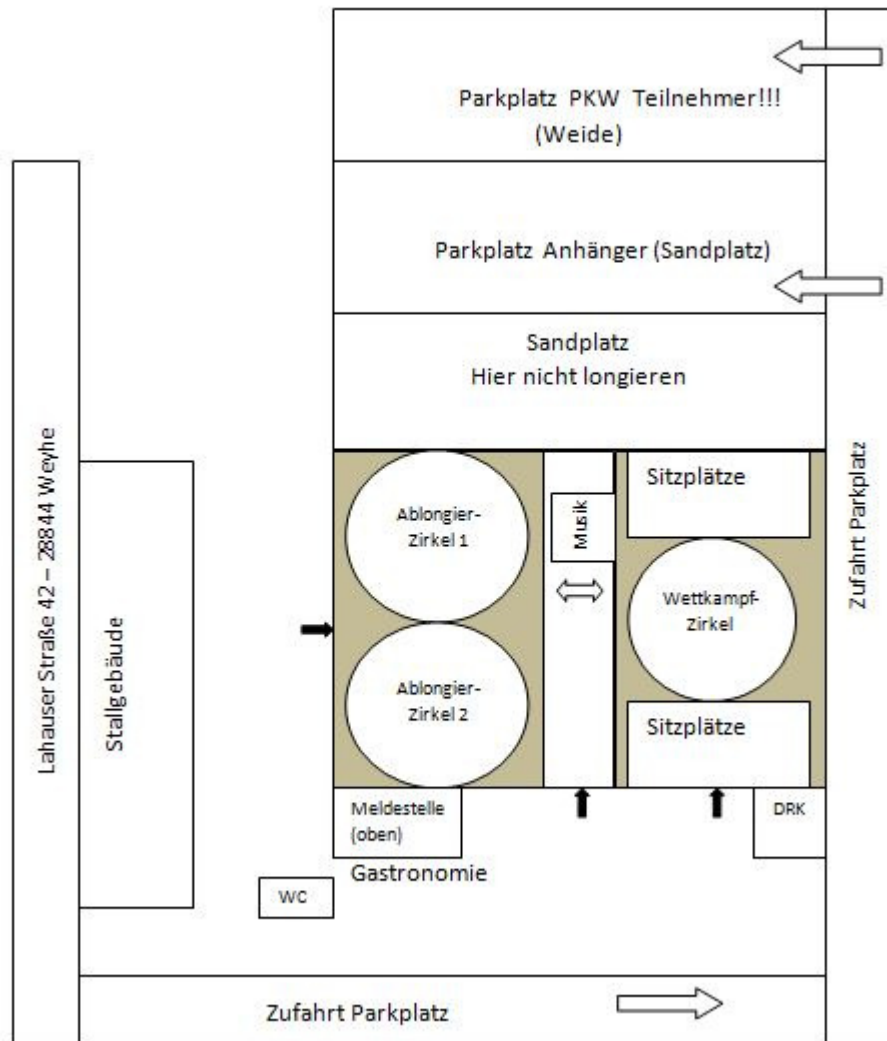 Parkplatz PKW Teilnehmer!!!
(Weide)
Parkplatz Anhänger (Sandplatz)
Sandplatz
Hier nicht longieren
Lahauser Straße 42 – 28844 Weyhe
Stallgebäude
Ablongier-
Zirkel 1
Musik
Sitzplätze
Zufahrt Parkplatz
Wettkampf-
Zirkel
Ablongier-
Zirkel 2
Sitzplätze
Meldestelle
(oben)
DRK
Gastronomie
WC
Zufahrt Parkplatz